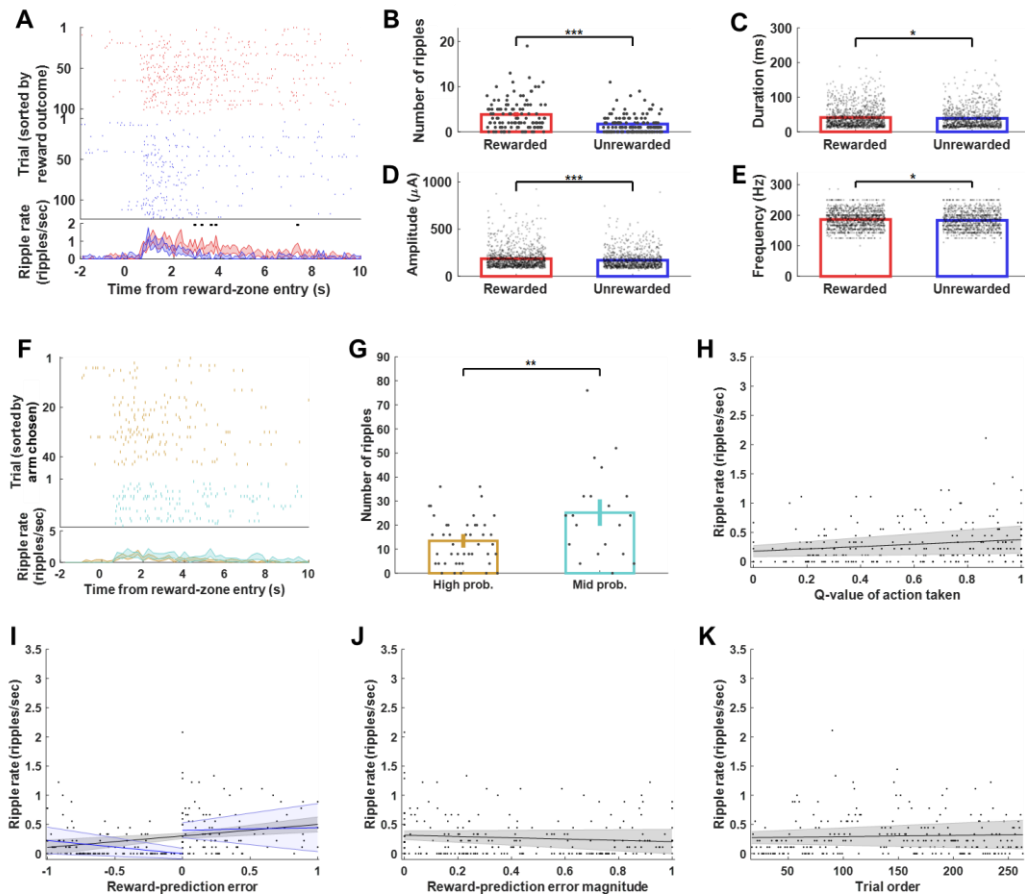 A
Trial (sorted by
reward outcome)
1
50
100
1
50
100
Ripple rate
(ripples/sec)
2
1
0
-2 0 2 4 6 8 10
Time from reward-zone entry (s)
B
Number of ripples
20
10
0
***
Rewarded Unrewarded
C
Duration (ms)
300
200
100
0
*
Rewarded Unrewarded
D
Amplitude (μA)
1000
500
0
***
Rewarded Unrewarded
E
Frequency (Hz)
300
200
100
0
*
Rewarded Unrewarded
F
Trial (sorted by
arm chosen)
1
20
40
1
Ripple rate
(ripples/sec)
5
0
-2 0 2 4 6 8 10
Time from reward-zone entry (s)
G
Number of ripples
90
80
70
60
50
40
30
20
10
0
**
High prob. Mid prob.
H
Ripple rate (ripples/sec)
3.5
3
2.5
2
1.5
1
0.5
0
0 0.2 0.4 0.6 0.8 1
Q-value of action taken
I
Ripple rate (ripples/sec)
3.5
3
2.5
2
1.5
1
0.5
0
-1 -0.5 0 0.5 1
Reward-prediction error
J
Ripple rate (ripples/sec)
3.5
3
2.5
2
1.5
1
0.5
0
0 0.2 0.4 0.6 0.8 1
Reward-prediction error magnitude
K
Ripple rate (ripples/sec)
3.5
3
2.5
2
1.5
1
0.5
0
50 100 150 200 250
Trial order